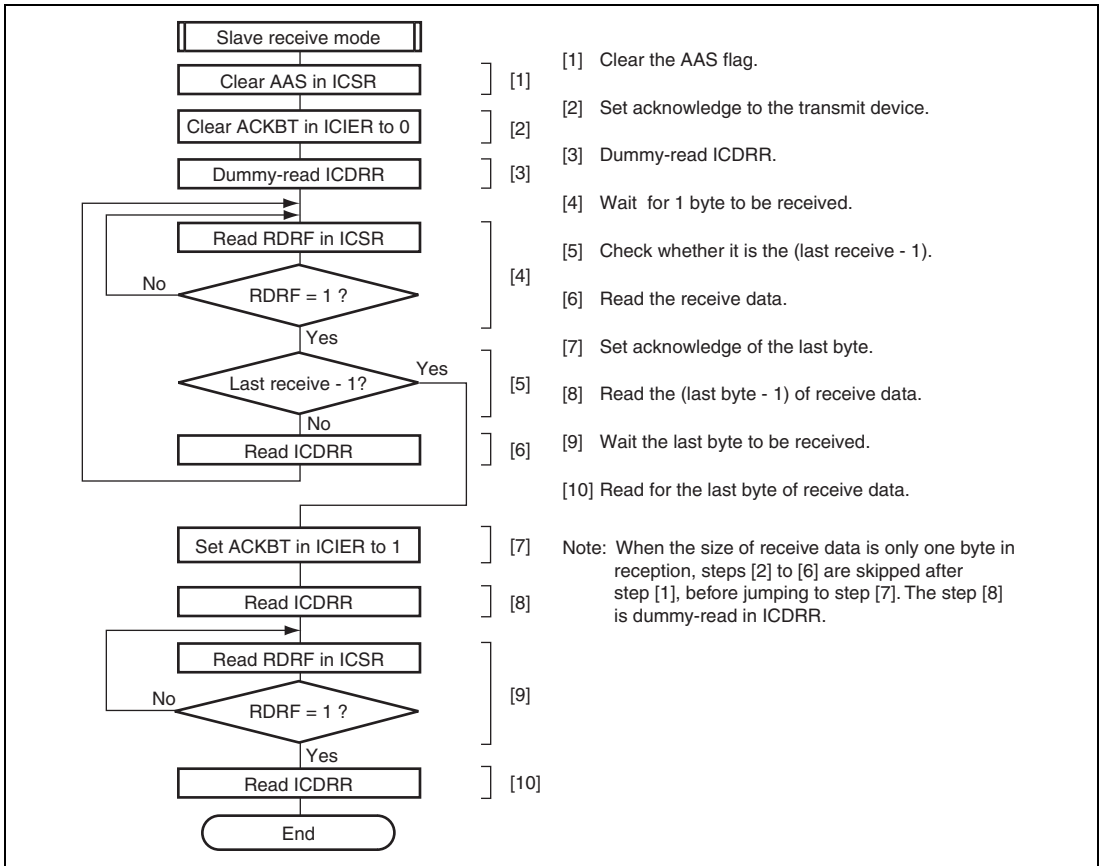 Slave receive mode
Clear AAS in ICSR
[1]
Clear ACKBT in ICIER to 0
[2]
Dummy-read ICDRR
[3]
Read RDRF in ICSR
No
RDRF = 1 ?
[4]
Yes
Last receive - 1?
Yes
[5]
No
Read ICDRR
[6]
Set ACKBT in ICIER to 1
[7]
Read ICDRR
[8]
Read RDRF in ICSR
No
RDRF = 1 ?
[9]
Yes
Read ICDRR
[10]
End
[1] Clear the AAS flag.
[2] Set acknowledge to the transmit device.
[3] Dummy-read ICDRR.
[4] Wait for 1 byte to be received.
[5] Check whether it is the (last receive - 1).
[6] Read the receive data.
[7] Set acknowledge of the last byte.
[8] Read the (last byte - 1) of receive data.
[9] Wait the last byte to be received.
[10] Read for the last byte of receive data.
Note: When the size of receive data is only one byte in
reception, steps [2] to [6] are skipped after
step [1], before jumping to step [7]. The step [8]
is dummy-read in ICDRR.